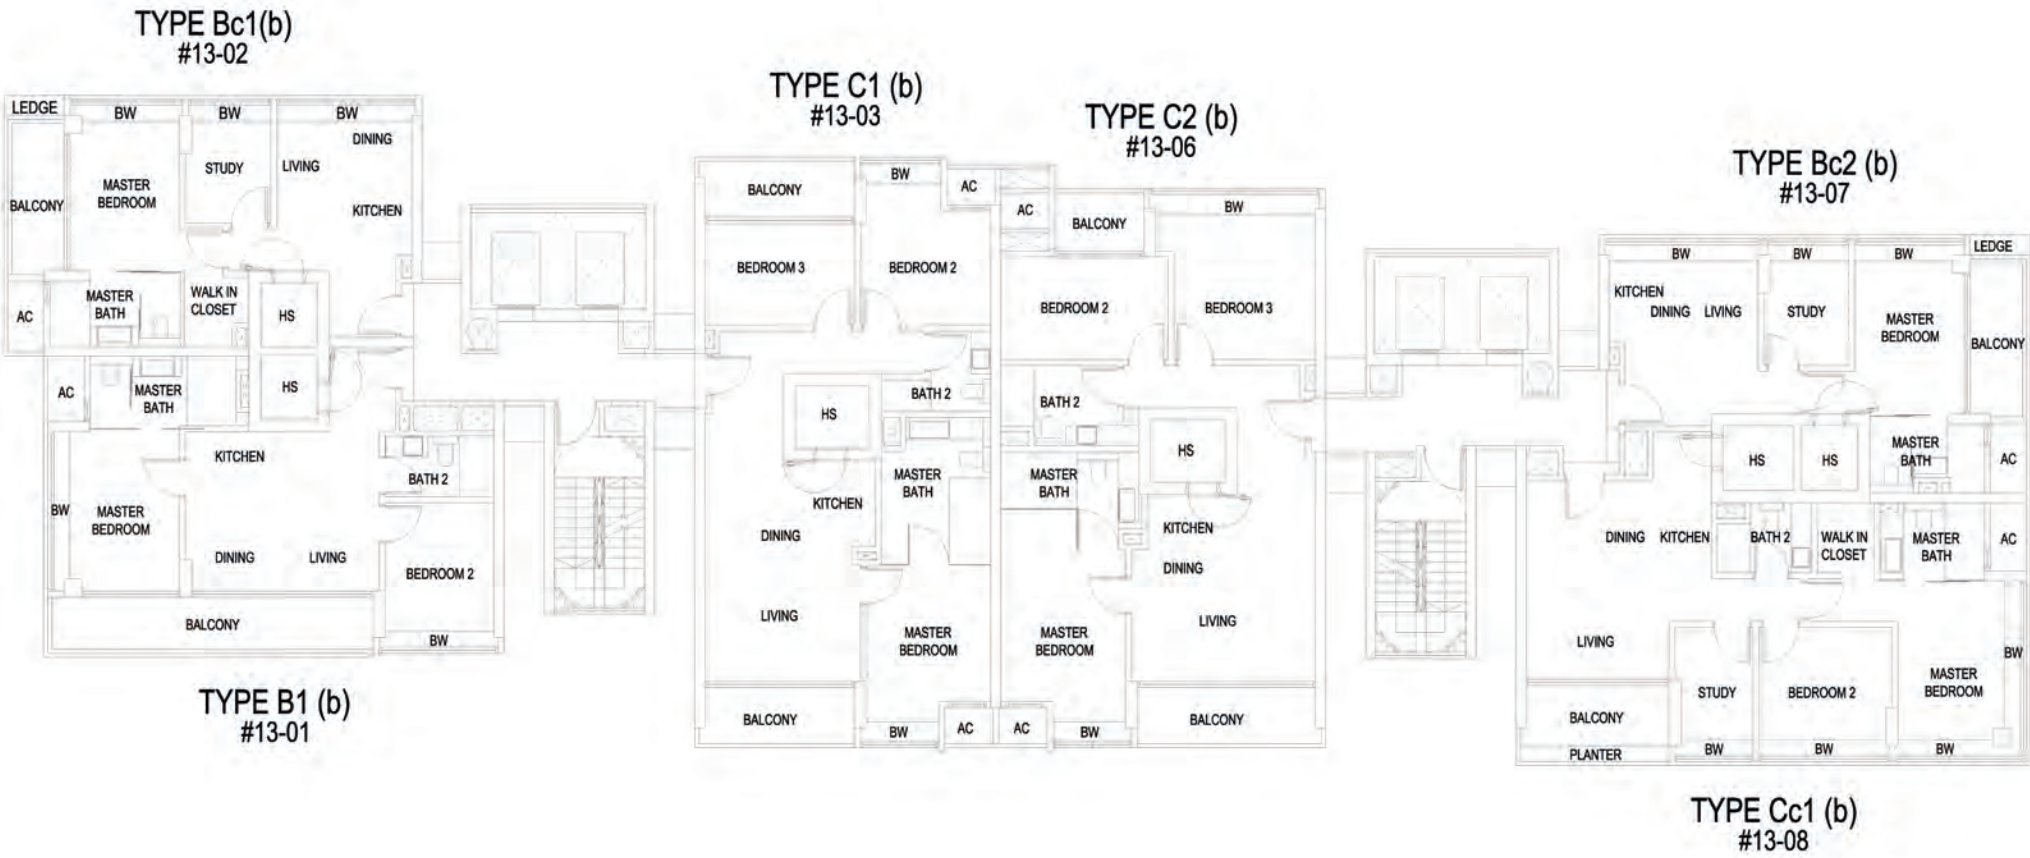 TYPE Bc1(b)
#13-02
LEDGE
BW
BW
BW
DINING
STUDY
LIVING
MASTER
BEDROOM
BALCONY
KITCHEN
MASTER
BATH
WALK IN
CLOSET
HS
AC
AC
MASTER
BATH
HS
KITCHEN
BATH 2
BW
MASTER
BEDROOM
DINING
LIVING
BEDROOM 2
BALCONY
BW
TYPE B1 (b)
#13-01
TYPE C1 (b)
#13-03
BALCONY
BW
AC
BEDROOM 3
BEDROOM 2
BATH 2
HS
MASTER
BATH
KITCHEN
DINING
LIVING
MASTER
BEDROOM
BALCONY
BW
AC
TYPE C2 (b)
#13-06
AC
BALCONY
BW
BEDROOM 2
BEDROOM 3
BATH 2
HS
MASTER
BATH
KITCHEN
DINING
LIVING
MASTER
BEDROOM
AC
BW
BALCONY
TYPE Bc2 (b)
#13-07
BW
BW
BW
LEDGE
KITCHEN
DINING
LIVING
STUDY
MASTER
BEDROOM
BALCONY
HS
HS
MASTER
BATH
AC
DINING
KITCHEN
BATH 2
WALK IN
CLOSET
MASTER
BATH
AC
LIVING
BW
STUDY
BEDROOM 2
MASTER
BEDROOM
BALCONY
PLANTER
BW
BW
BW
TYPE Cc1 (b)
#13-08